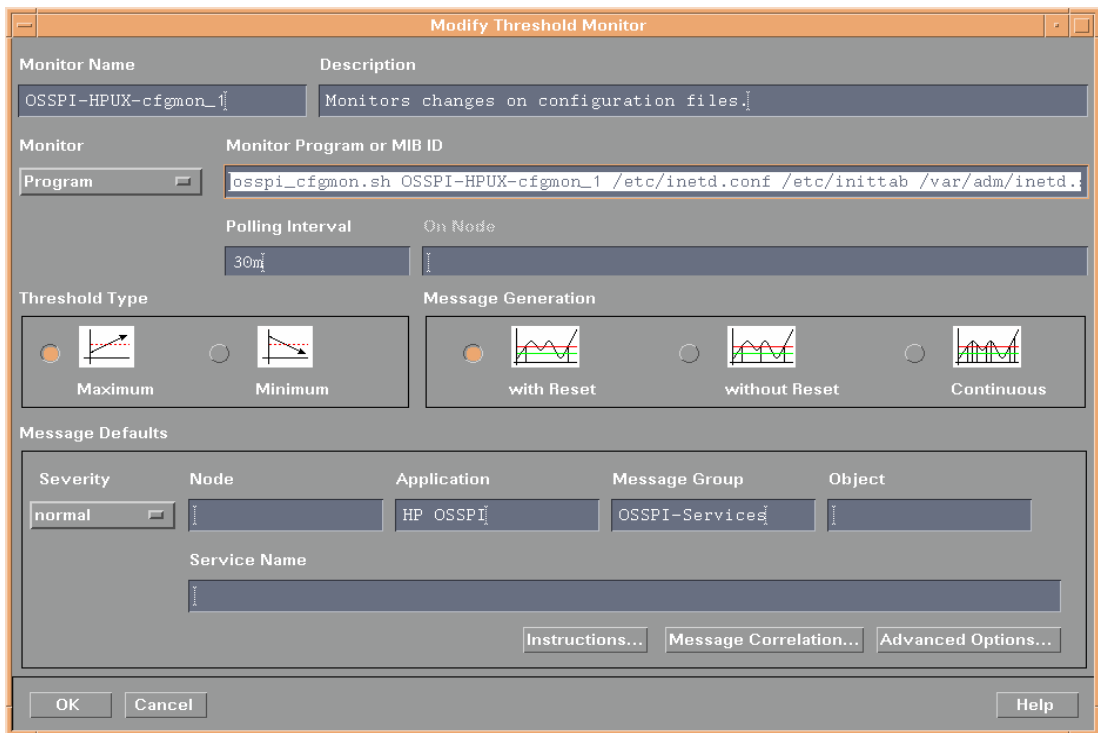 Modify Threshold Monitor
Monitor Name Description
OSSPI-HPUX-cfgmon_1 Monitors changes on configuration files.
Monitor Monitor Program or MIB ID
Program osspi_cfgmon.sh OSSPI-HPUX-cfgmon_1 /etc/inetd.conf /etc/inittab /var/adm/inetd.
Polling Interval On Node
30m
Threshold Type Message Generation
Maximum Minimum with Reset without Reset Continuous
Message Defaults
Severity Node Application Message Group Object
normal HP OSSPI OSSPI-Services
Service Name
Instructions... Message Correlation... Advanced Options...
OK Cancel Help